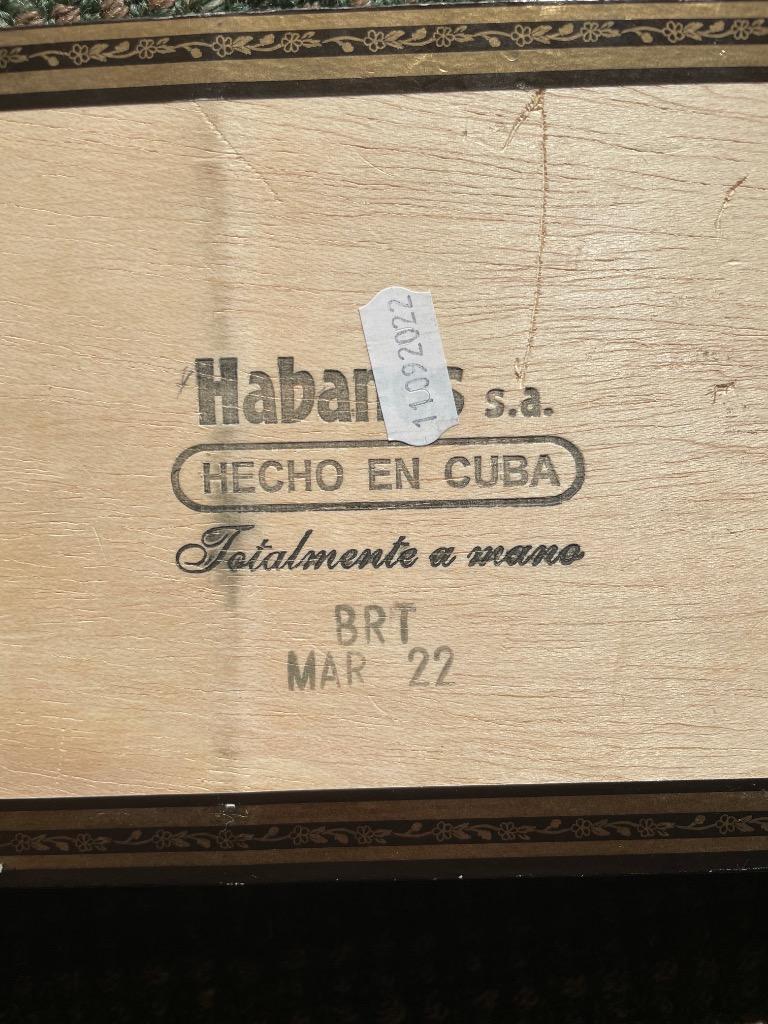 Haban s s.a.
11092022
HECHO EN CUBA
Totalmente a mano
BRT
MAR 22